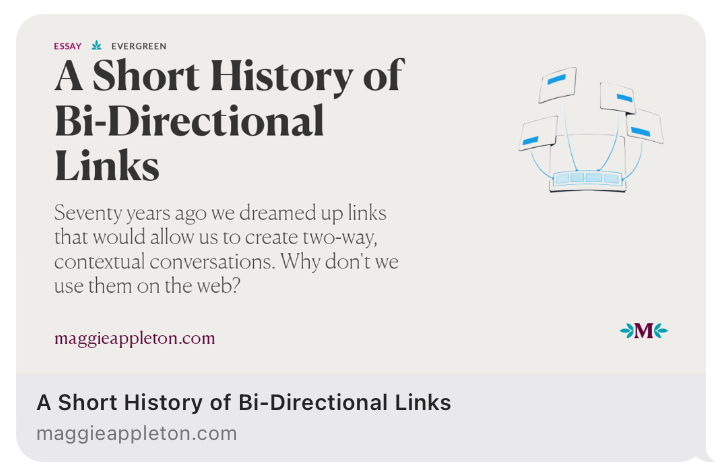 ESSAY EVERGREEN
A Short History of
Bi-Directional
Links
Seventy years ago we dreamed up links
that would allow us to create two-way,
contextual conversations. Why don't we
use them on the web?
maggieappleton.com
M
A Short History of Bi-Directional Links
maggieappleton.com